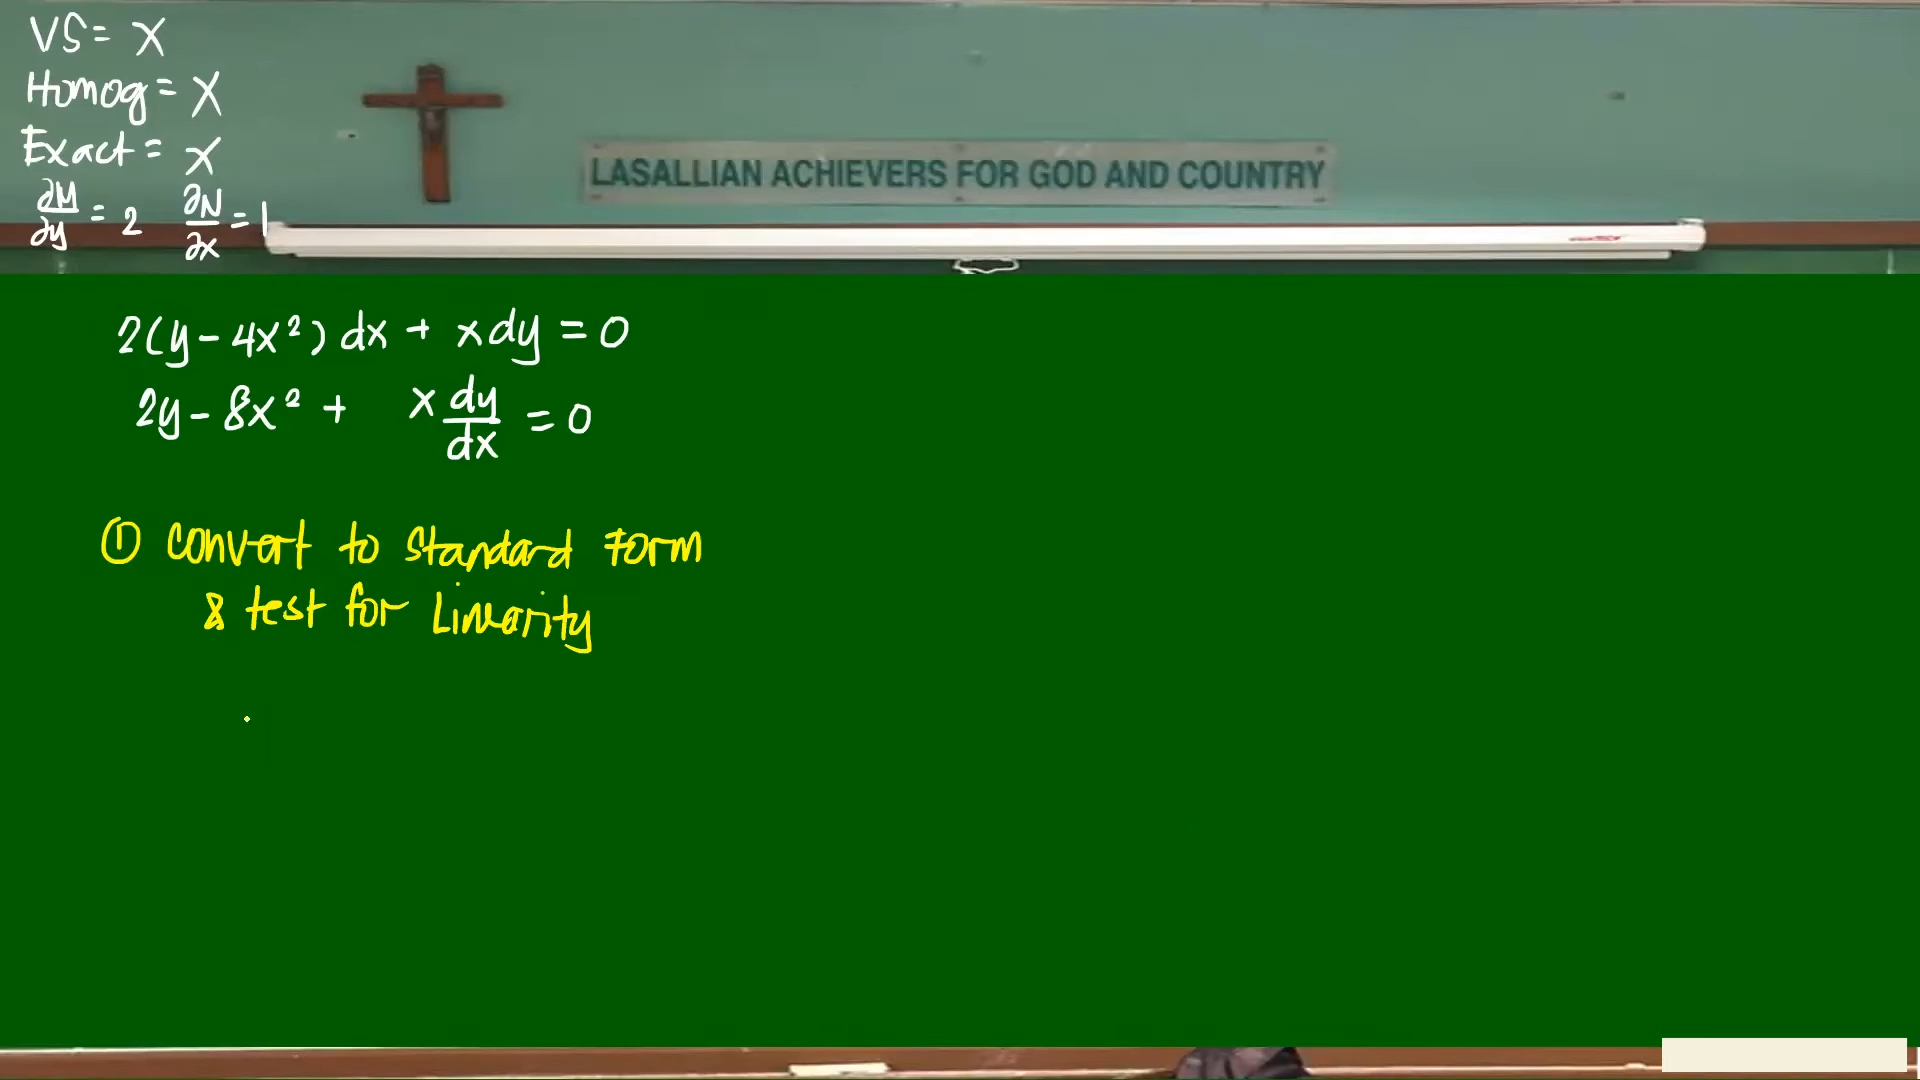 VS = X
Homog = X
Exact = X
∂M/∂y = 2 ∂N/∂x = 1
LASALLIAN ACHIEVERS FOR GOD AND COUNTRY
2(y - 4x²) dx + x dy = 0
2y - 8x² + x dy/dx = 0
① Convert to Standard Form
& test for Linearity